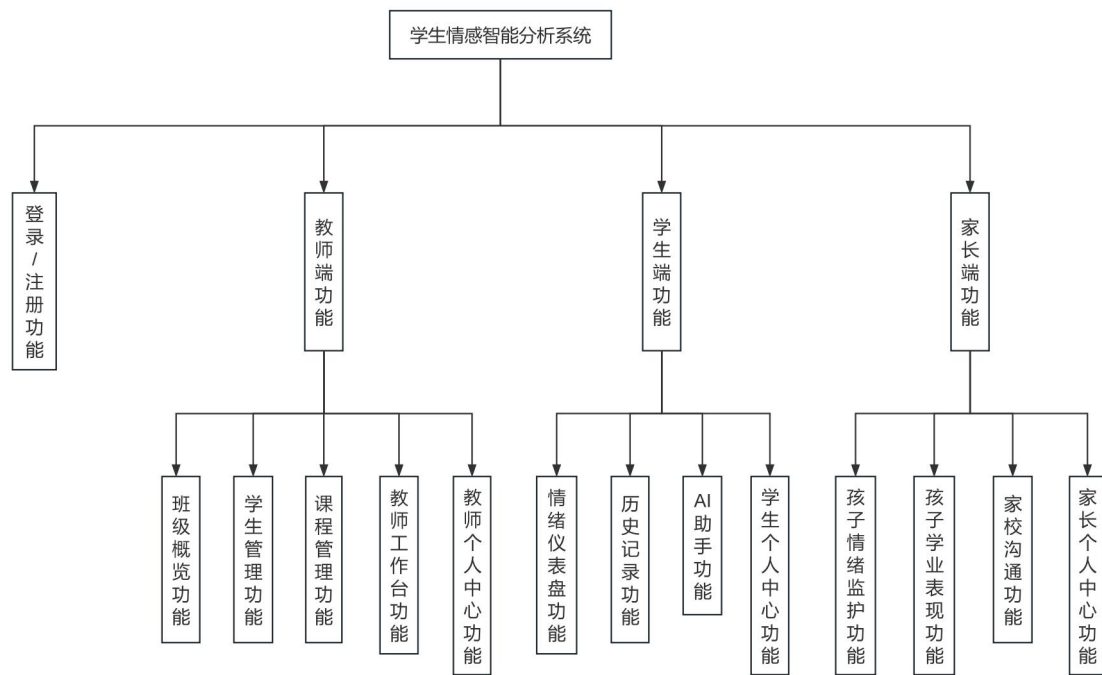 学生情感智能分析系统
登录/注册功能
教师端功能
学生端功能
家长端功能
班级概览功能
学生管理功能
课程管理功能
教师工作台功能
教师个人中心功能
情绪仪表盘功能
历史记录功能
AI助手功能
学生个人中心功能
孩子情绪监护功能
孩子学业表现功能
家校沟通功能
家长个人中心功能